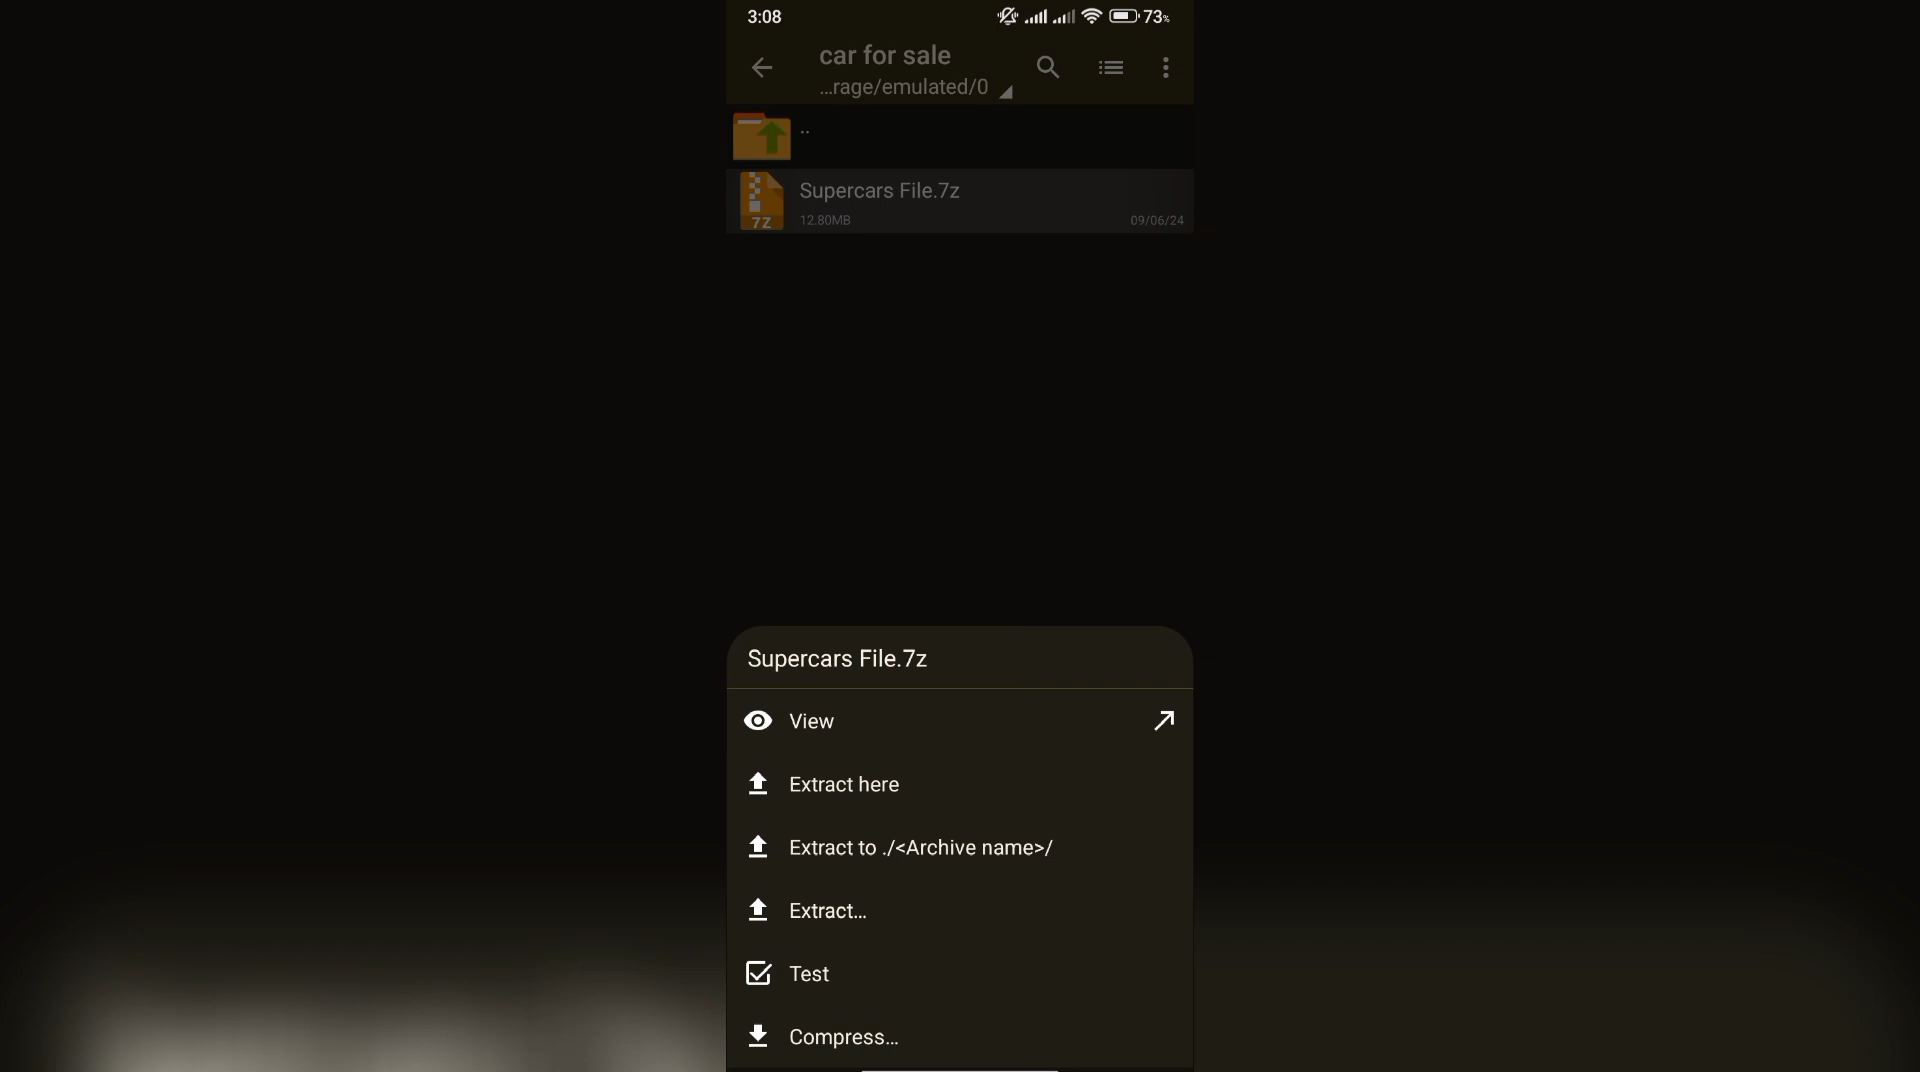 3:08
73%
car for sale
...rage/emulated/0
..
Supercars File.7z
7Z
12.80MB
09/06/24
Supercars File.7z
View
Extract here
Extract to ./<Archive name>/
Extract...
Test
Compress...